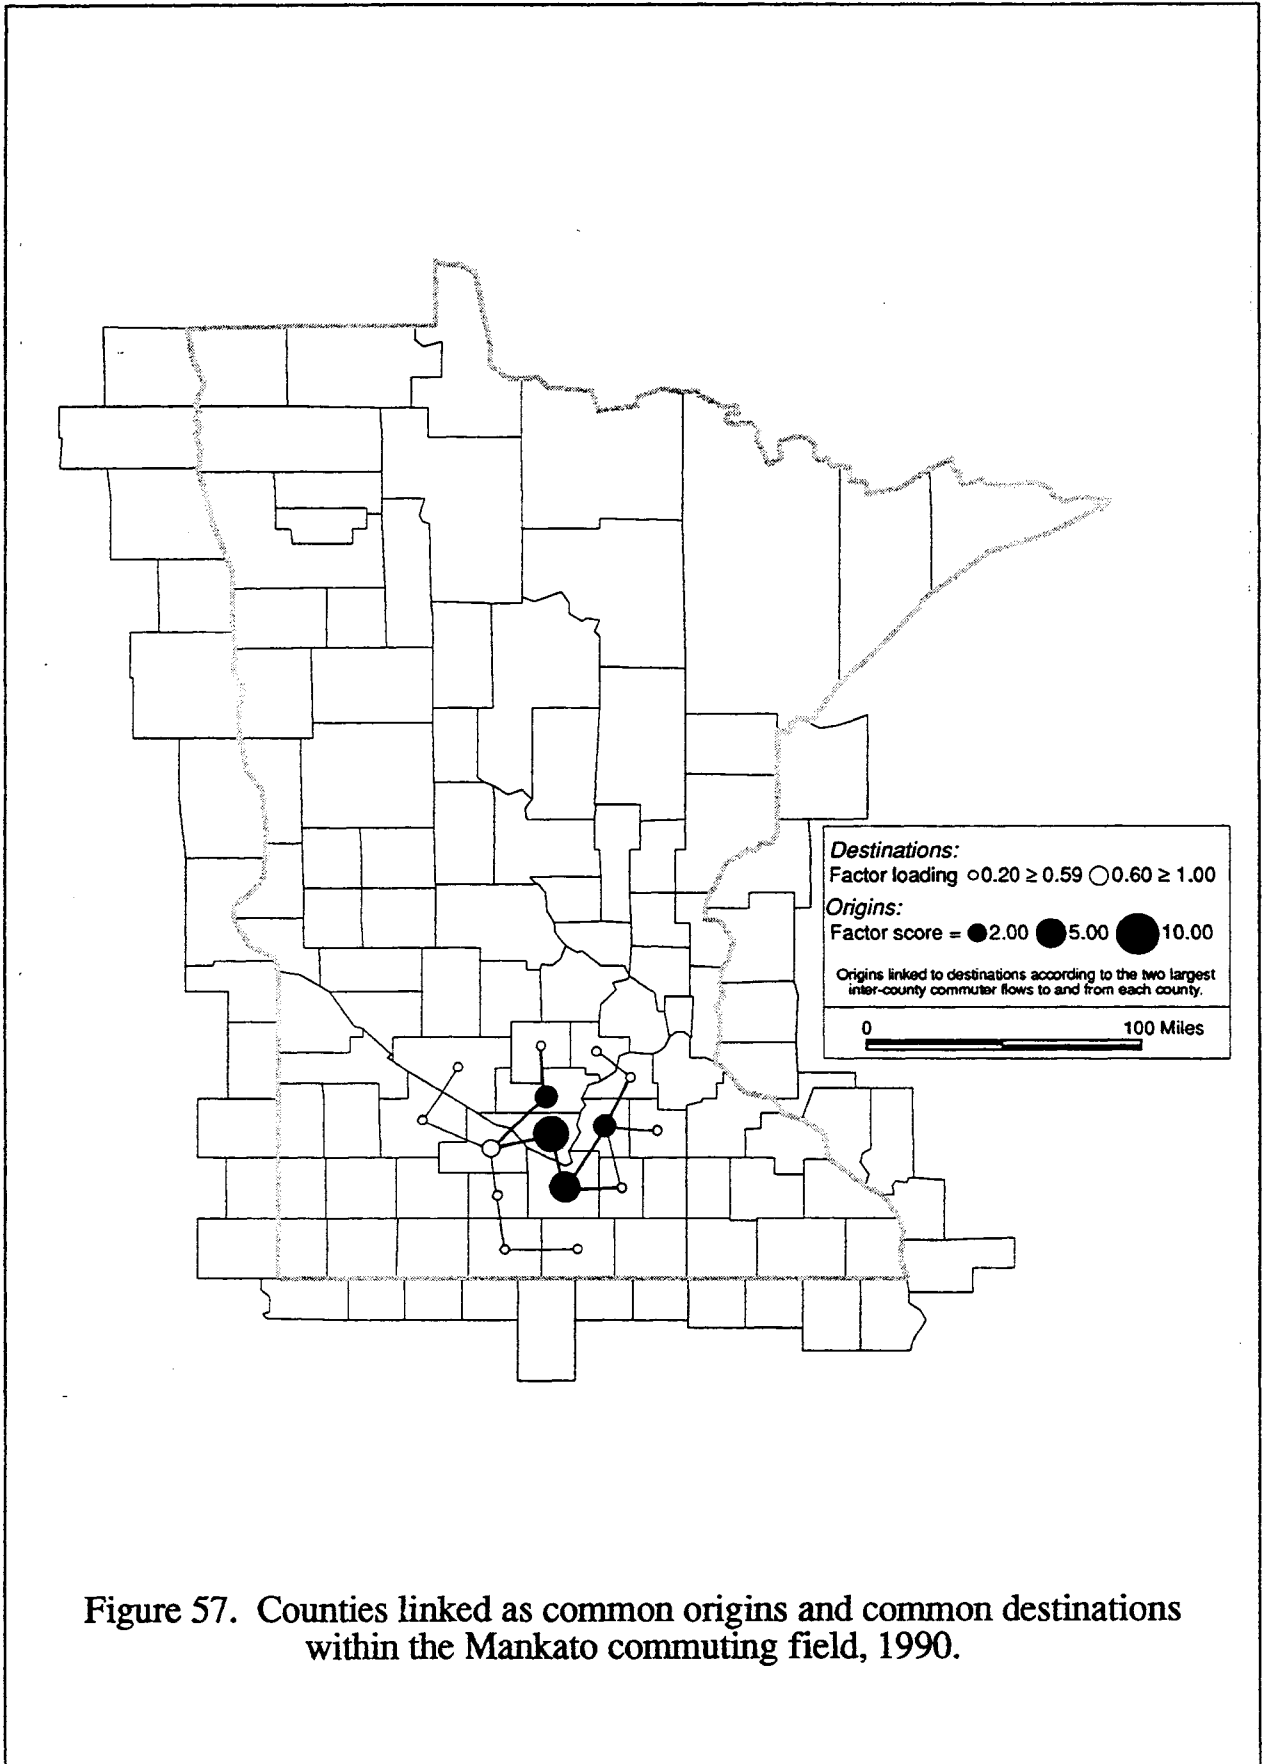 Destinations:
Factor loading 0.20 ≥ 0.59 0.60 ≥ 1.00
Origins:
Factor score = 2.00 5.00 10.00
Origins linked to destinations according to the two largest
inter-county commuter flows to and from each county.
0 100 Miles
Figure 57. Counties linked as common origins and common destinations
within the Mankato commuting field, 1990.